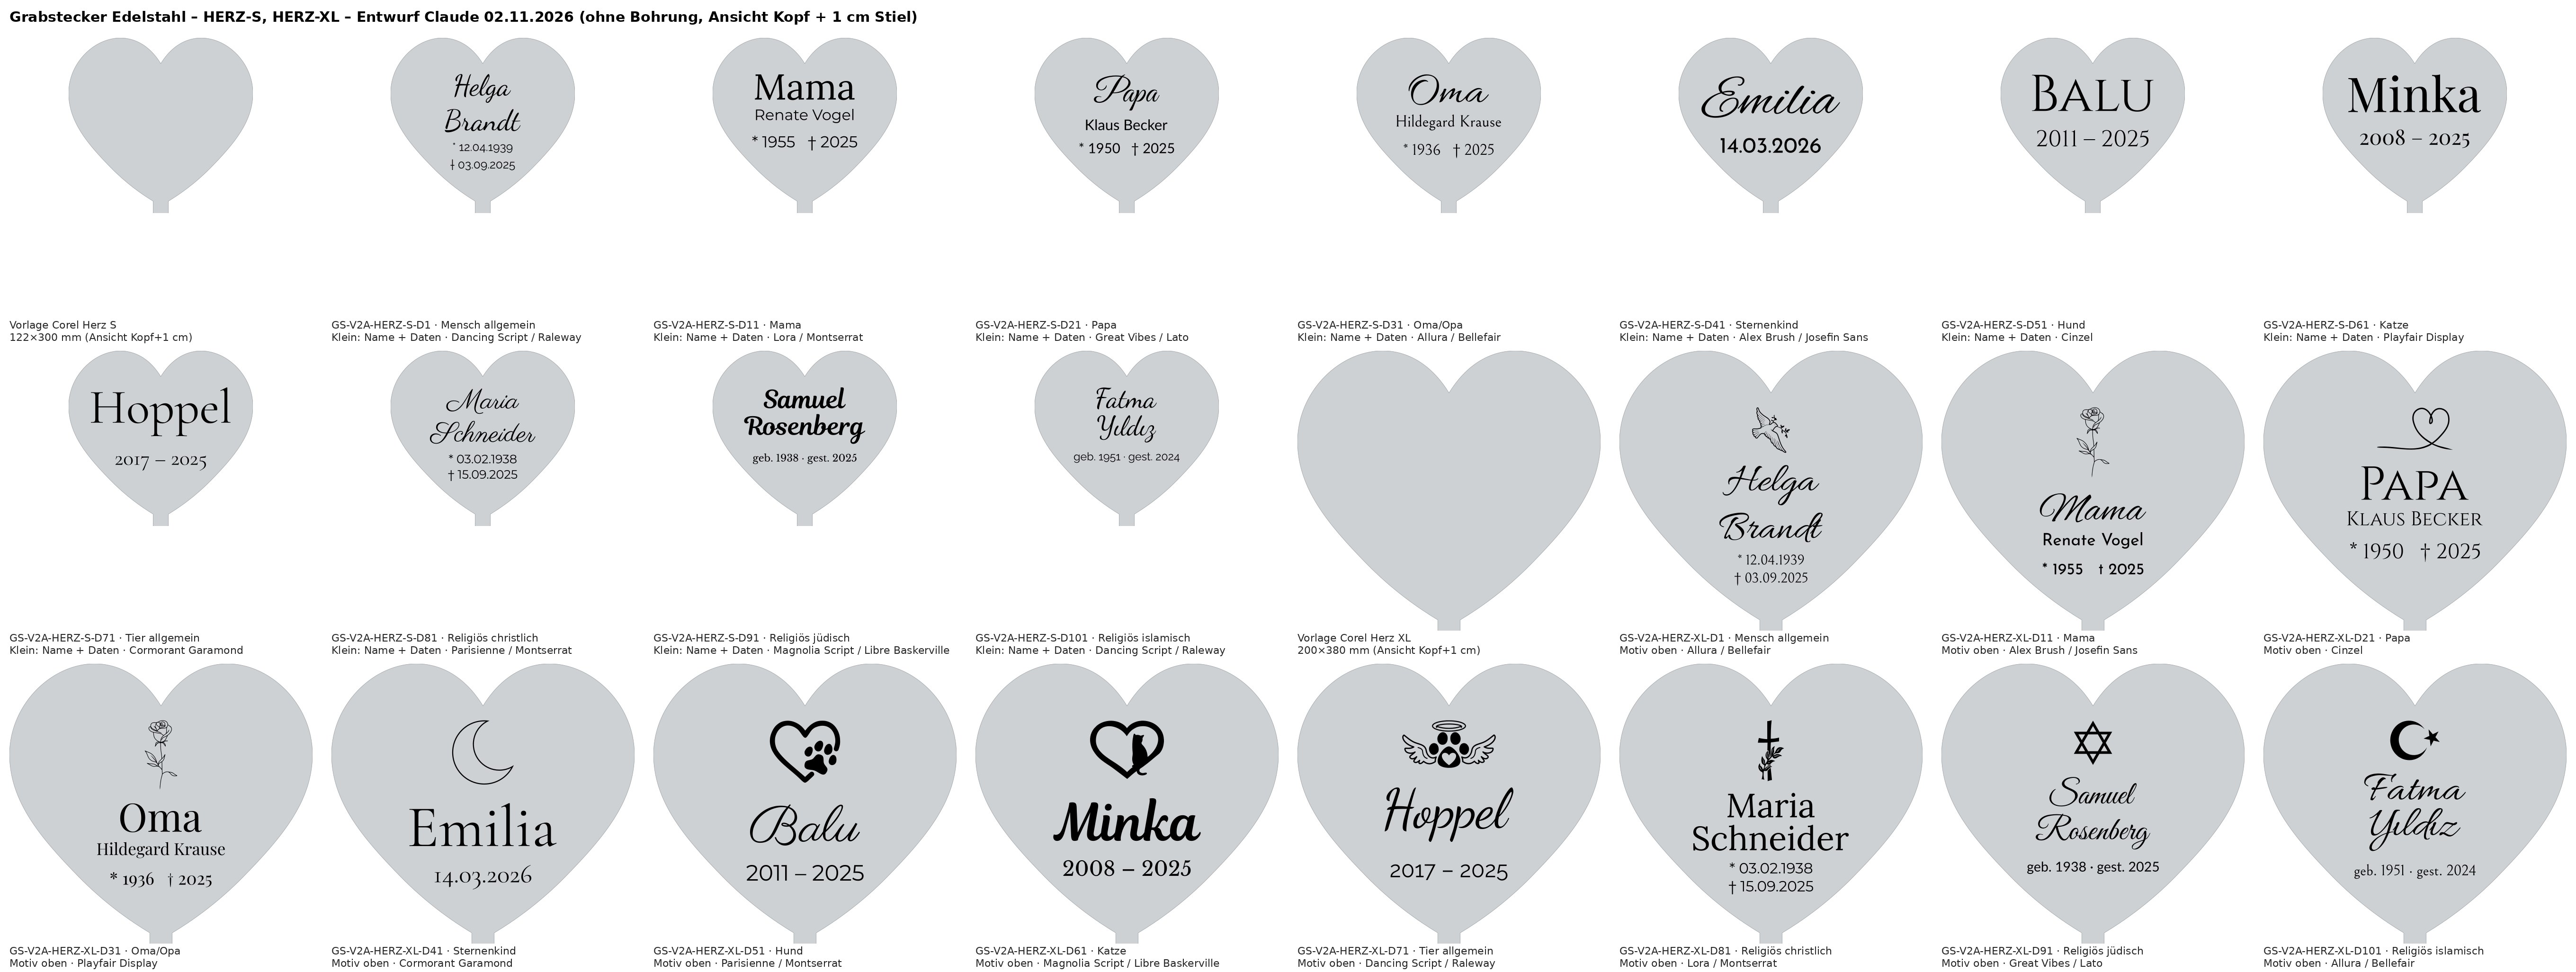 Grabstecker Edelstahl – HERZ-S, HERZ-XL – Entwurf Claude 02.11.2026 (ohne Bohrung, Ansicht Kopf + 1 cm Stiel)
Vorlage Corel Herz S
122×300 mm (Ansicht Kopf+1 cm)
Helga
Brandt
* 12.04.1939
† 03.09.2025
GS-V2A-HERZ-S-D1 · Mensch allgemein
Klein: Name + Daten · Dancing Script / Raleway
Mama
Renate Vogel
* 1955 † 2025
GS-V2A-HERZ-S-D11 · Mama
Klein: Name + Daten · Lora / Montserrat
Papa
Klaus Becker
* 1950 † 2025
GS-V2A-HERZ-S-D21 · Papa
Klein: Name + Daten · Great Vibes / Lato
Oma
Hildegard Krause
* 1936 † 2025
GS-V2A-HERZ-S-D31 · Oma/Opa
Klein: Name + Daten · Allura / Bellefair
Emilia
14.03.2026
GS-V2A-HERZ-S-D41 · Sternenkind
Klein: Name + Daten · Alex Brush / Josefin Sans
BALU
2011 – 2025
GS-V2A-HERZ-S-D51 · Hund
Klein: Name + Daten · Cinzel
Minka
2008 – 2025
GS-V2A-HERZ-S-D61 · Katze
Klein: Name + Daten · Playfair Display
Hoppel
2017 – 2025
GS-V2A-HERZ-S-D71 · Tier allgemein
Klein: Name + Daten · Cormorant Garamond
Maria
Schneider
* 03.02.1938
† 15.09.2025
GS-V2A-HERZ-S-D81 · Religiös christlich
Klein: Name + Daten · Parisienne / Montserrat
Samuel
Rosenberg
geb. 1938 · gest. 2025
GS-V2A-HERZ-S-D91 · Religiös jüdisch
Klein: Name + Daten · Magnolia Script / Libre Baskerville
Fatma
Yıldız
geb. 1951 · gest. 2024
GS-V2A-HERZ-S-D101 · Religiös islamisch
Klein: Name + Daten · Dancing Script / Raleway
Vorlage Corel Herz XL
200×380 mm (Ansicht Kopf+1 cm)
Helga
Brandt
* 12.04.1939
† 03.09.2025
GS-V2A-HERZ-XL-D1 · Mensch allgemein
Motiv oben · Allura / Bellefair
Mama
Renate Vogel
* 1955 † 2025
GS-V2A-HERZ-XL-D11 · Mama
Motiv oben · Alex Brush / Josefin Sans
PAPA
KLAUS BECKER
* 1950 † 2025
GS-V2A-HERZ-XL-D21 · Papa
Motiv oben · Cinzel
Oma
Hildegard Krause
* 1936 † 2025
GS-V2A-HERZ-XL-D31 · Oma/Opa
Motiv oben · Playfair Display
Emilia
14.03.2026
GS-V2A-HERZ-XL-D41 · Sternenkind
Motiv oben · Cormorant Garamond
Balu
2011 – 2025
GS-V2A-HERZ-XL-D51 · Hund
Motiv oben · Parisienne / Montserrat
Minka
2008 – 2025
GS-V2A-HERZ-XL-D61 · Katze
Motiv oben · Magnolia Script / Libre Baskerville
Hoppel
2017 – 2025
GS-V2A-HERZ-XL-D71 · Tier allgemein
Motiv oben · Dancing Script / Raleway
Maria
Schneider
* 03.02.1938
† 15.09.2025
GS-V2A-HERZ-XL-D81 · Religiös christlich
Motiv oben · Lora / Montserrat
Samuel
Rosenberg
geb. 1938 · gest. 2025
GS-V2A-HERZ-XL-D91 · Religiös jüdisch
Motiv oben · Great Vibes / Lato
Fatma
Yıldız
geb. 1951 · gest. 2024
GS-V2A-HERZ-XL-D101 · Religiös islamisch
Motiv oben · Allura / Bellefair